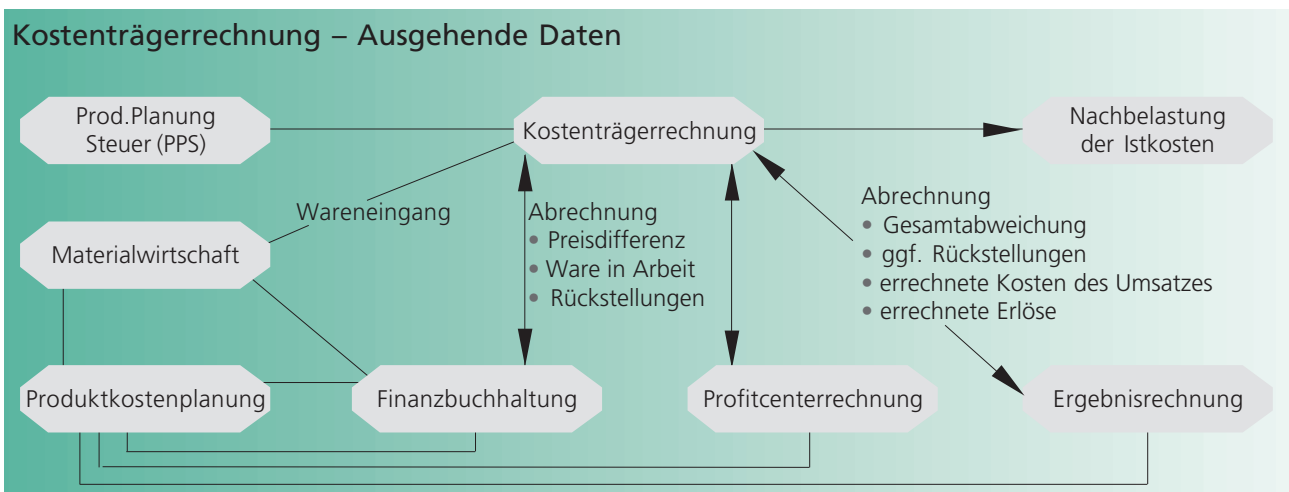 Kostenträgerrechnung – Ausgehende Daten
Prod.Planung
Steuer (PPS)
Kostenträgerrechnung
Nachbelastung
der Istkosten
Wareneingang
Materialwirtschaft
Abrechnung
• Preisdifferenz
• Ware in Arbeit
• Rückstellungen
Abrechnung
• Gesamtabweichung
• ggf. Rückstellungen
• errechnete Kosten des Umsatzes
• errechnete Erlöse
Produktkostenplanung
Finanzbuchhaltung
Profitcenterrechnung
Ergebnisrechnung